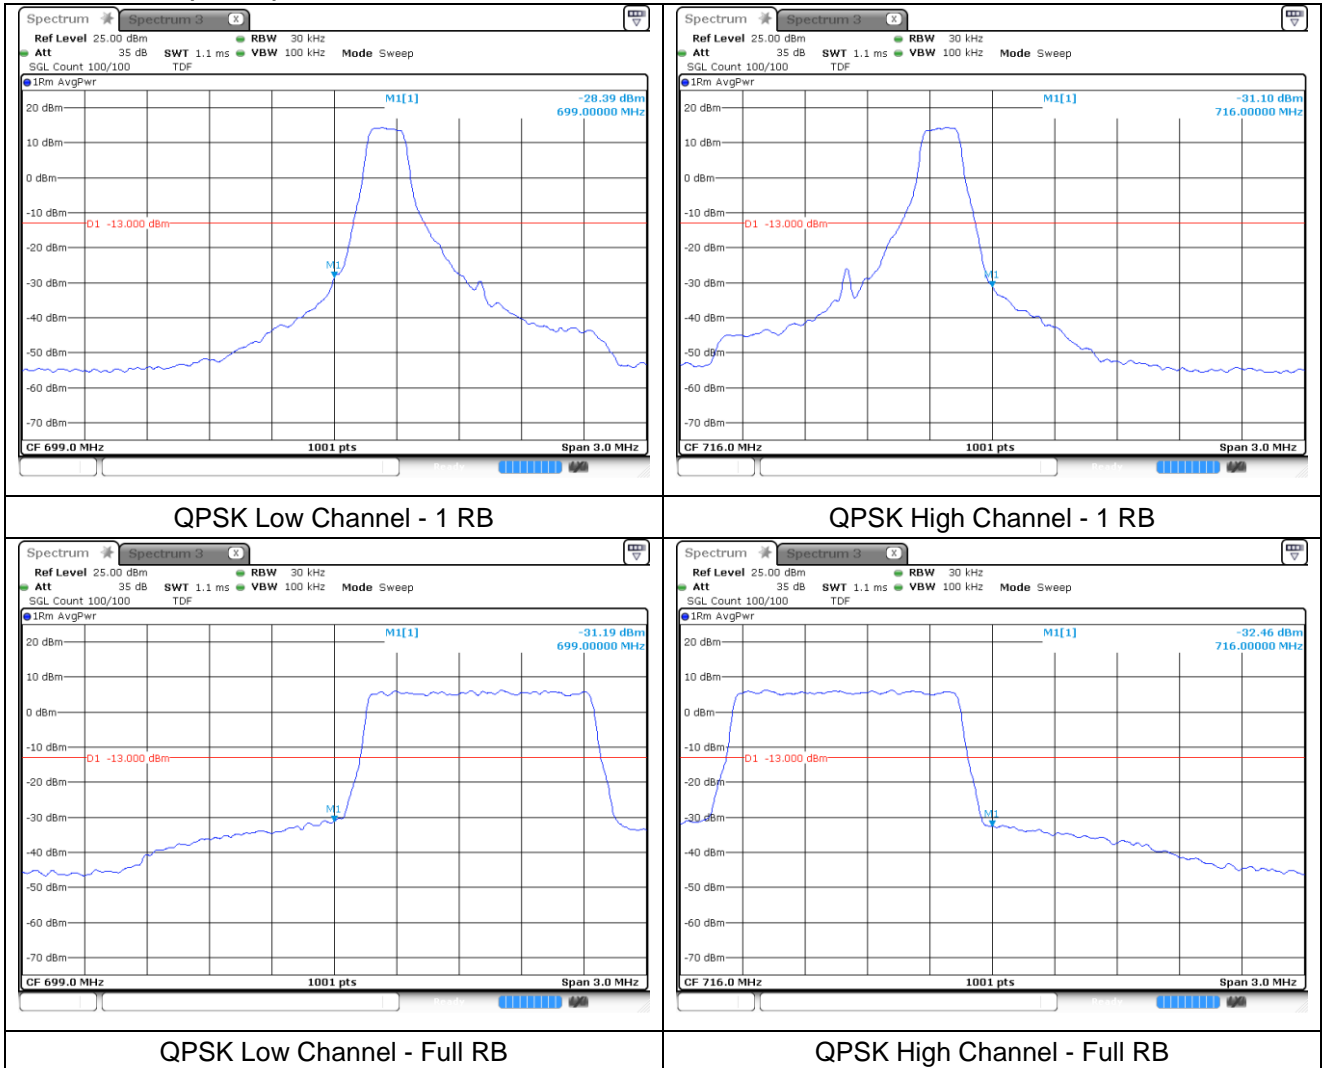 Spectrum Spectrum 3 X
Ref Level 25.00 dBm RBW 30 kHz
Att 35 dB SWT 1.1 ms VBW 100 kHz Mode Sweep
SGL Count 100/100 TDF
1Rm AvgPwr
M1[1] -28.39 dBm
699.00000 MHz
20 dBm
10 dBm
0 dBm
-10 dBm
D1 -13.000 dBm
-20 dBm
M1
-30 dBm
-40 dBm
-50 dBm
-60 dBm
-70 dBm
CF 699.0 MHz 1001 pts Span 3.0 MHz
Ready
QPSK Low Channel - 1 RB
Spectrum Spectrum 3 X
Ref Level 25.00 dBm RBW 30 kHz
Att 35 dB SWT 1.1 ms VBW 100 kHz Mode Sweep
SGL Count 100/100 TDF
1Rm AvgPwr
M1[1] -31.10 dBm
716.00000 MHz
20 dBm
10 dBm
0 dBm
-10 dBm
D1 -13.000 dBm
-20 dBm
M1
-30 dBm
-40 dBm
-50 dBm
-60 dBm
-70 dBm
CF 716.0 MHz 1001 pts Span 3.0 MHz
Ready
QPSK High Channel - 1 RB
Spectrum Spectrum 3 X
Ref Level 25.00 dBm RBW 30 kHz
Att 35 dB SWT 1.1 ms VBW 100 kHz Mode Sweep
SGL Count 100/100 TDF
1Rm AvgPwr
M1[1] -31.19 dBm
699.00000 MHz
20 dBm
10 dBm
0 dBm
-10 dBm
D1 -13.000 dBm
-20 dBm
M1
-30 dBm
-40 dBm
-50 dBm
-60 dBm
-70 dBm
CF 699.0 MHz 1001 pts Span 3.0 MHz
Ready
QPSK Low Channel - Full RB
Spectrum Spectrum 3 X
Ref Level 25.00 dBm RBW 30 kHz
Att 35 dB SWT 1.1 ms VBW 100 kHz Mode Sweep
SGL Count 100/100 TDF
1Rm AvgPwr
M1[1] -32.46 dBm
716.00000 MHz
20 dBm
10 dBm
0 dBm
-10 dBm
D1 -13.000 dBm
-20 dBm
M1
-30 dBm
-40 dBm
-50 dBm
-60 dBm
-70 dBm
CF 716.0 MHz 1001 pts Span 3.0 MHz
Ready
QPSK High Channel - Full RB